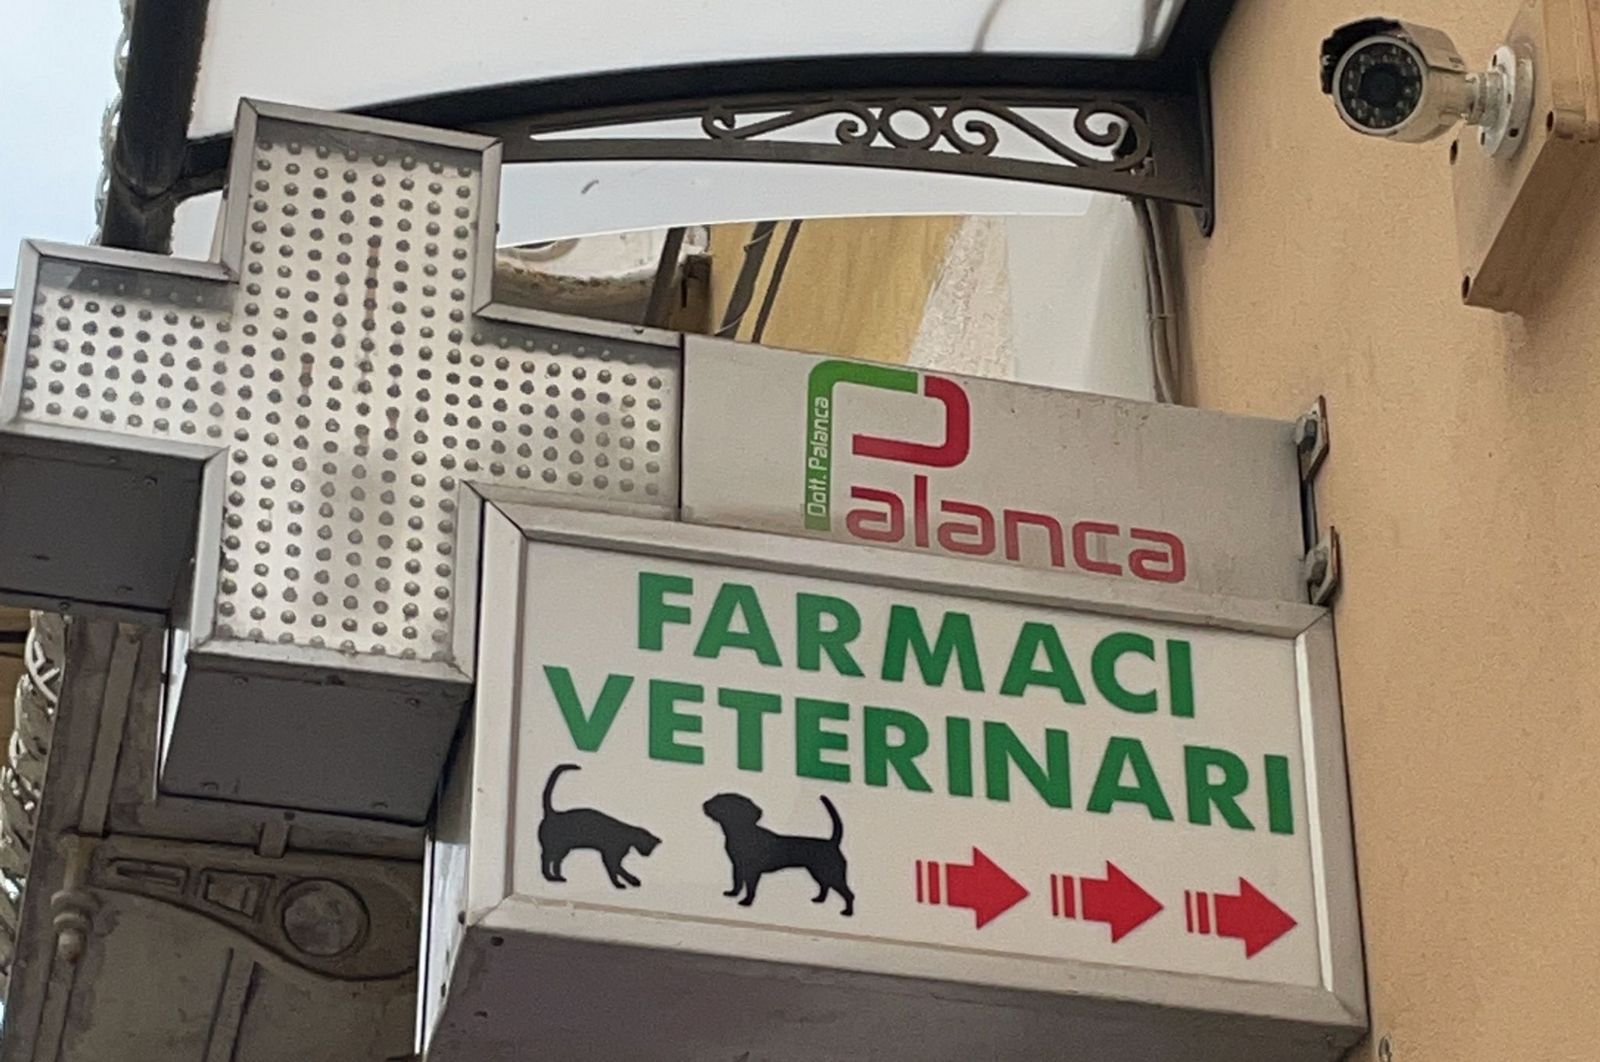 Dott. Palanca
Palanca
FARMACI
VETERINARI